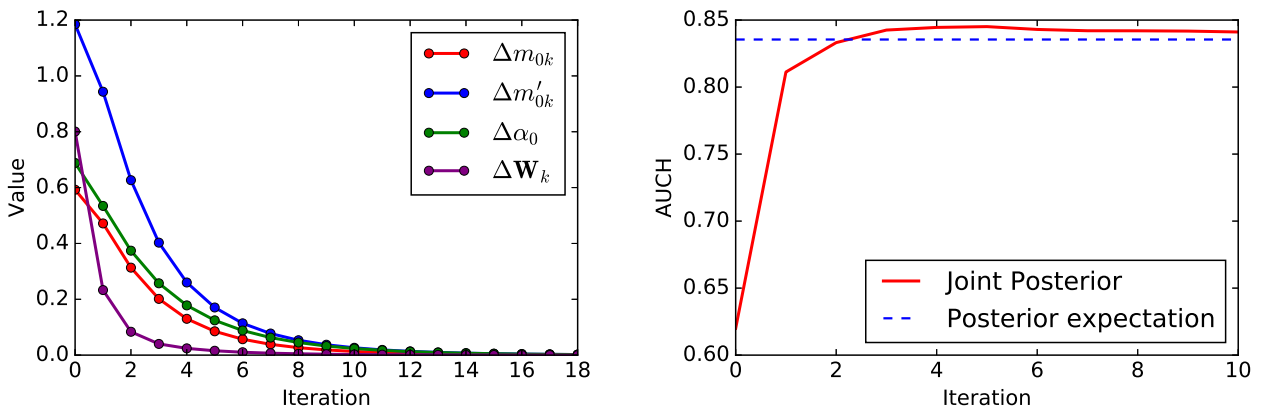 1.2
1.0
0.8
0.6
0.4
0.2
0.0
Value
0 2 4 6 8 10 12 14 16 18
Iteration
Δm₀ₖ
Δm′₀ₖ
Δα₀
Δ𝐖ₖ
0.85
0.80
0.75
0.70
0.65
0.60
AUCH
0 2 4 6 8 10
Iteration
Joint Posterior
Posterior expectation